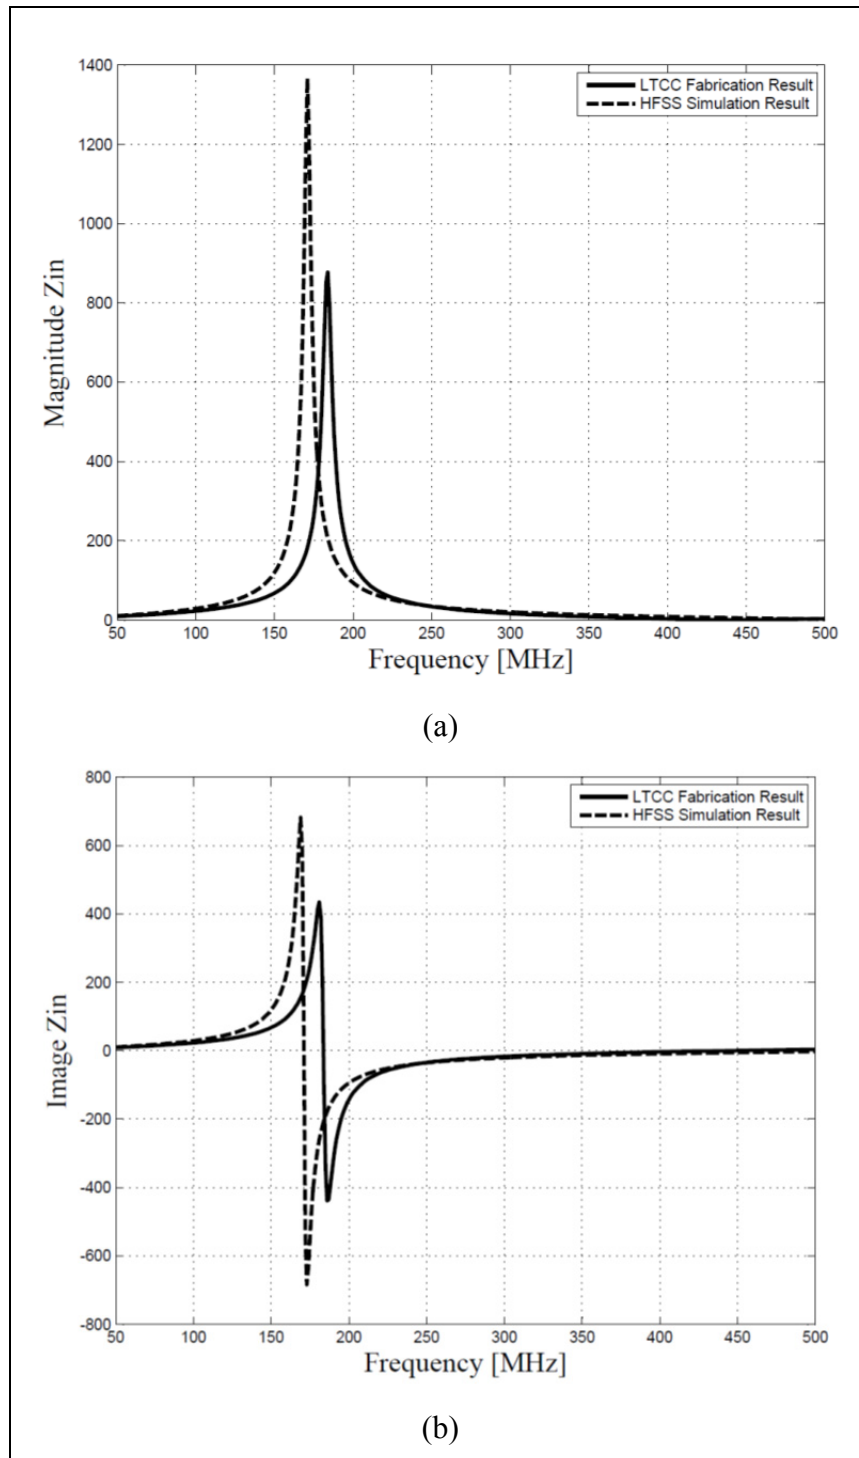 1400
1200
1000
800
600
400
200
0
Magnitude Zin
LTCC Fabrication Result
HFSS Simulation Result
50 100 150 200 250 300 350 400 450 500
Frequency [MHz]
(a)
800
600
400
200
0
-200
-400
-600
-800
Image Zin
LTCC Fabrication Result
HFSS Simulation Result
50 100 150 200 250 300 350 400 450 500
Frequency [MHz]
(b)